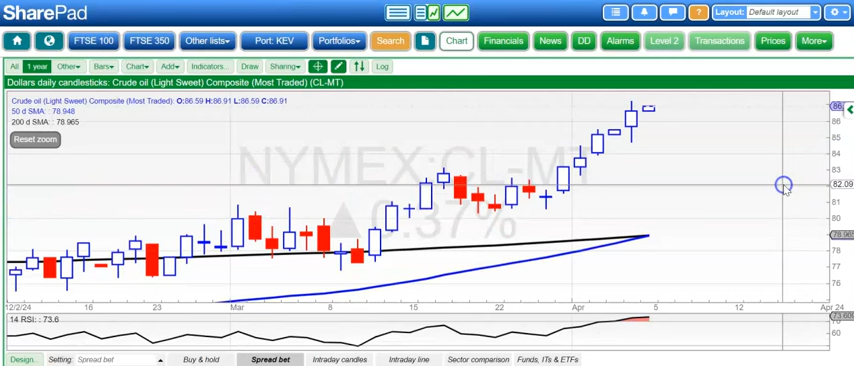 SharePad
Layout: Default layout
FTSE 100 FTSE 350 Other lists Port: KEV Portfolios Search Chart Financials News DD Alarms Level 2 Transactions Prices More
All 1 year Other Bars Chart Add Indicators... Draw Sharing Log
Dollars daily candlesticks: Crude oil (Light Sweet) Composite (Most Traded) (CL-MT)
Crude oil (Light Sweet) Composite (Most Traded): O:86.59 H:86.91 L:86.59 C:86.91
50 d SMA: : 78.948
200 d SMA: : 78.965
Reset zoom
NYMEX:CL-MT
▲0.37%
86
85
84
83
82.09
81
80
78.965
78
77
76
12/2/24 16 Mar 8 15 22 Apr 5 12 Apr 24
14 RSI: : 73.6
60
Design.. Setting: Spread bet Buy & hold Spread bet Intraday candles Intraday line Sector comparison Funds, ITs & ETFs